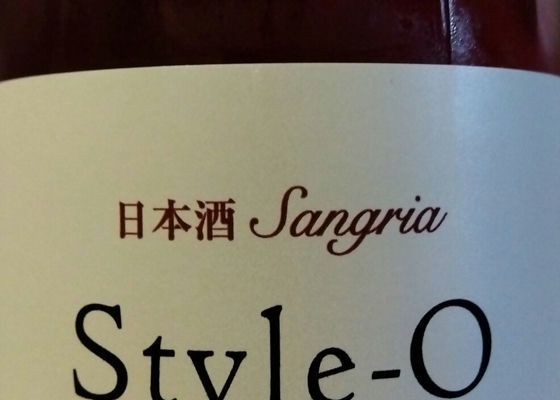 日本酒 Sangria
Style-O